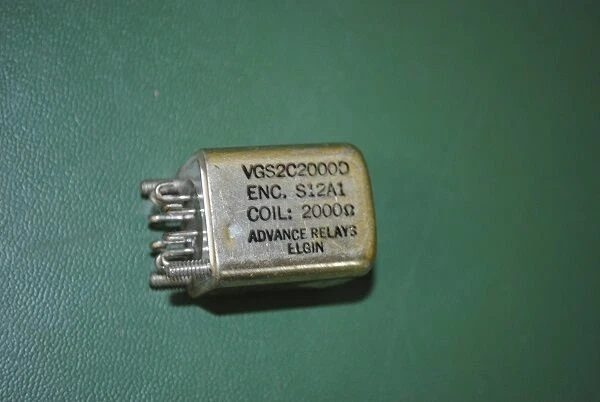 VGS2C2000D
ENC. S12A1
COIL: 2000Ω
ADVANCE RELAYS
ELGIN